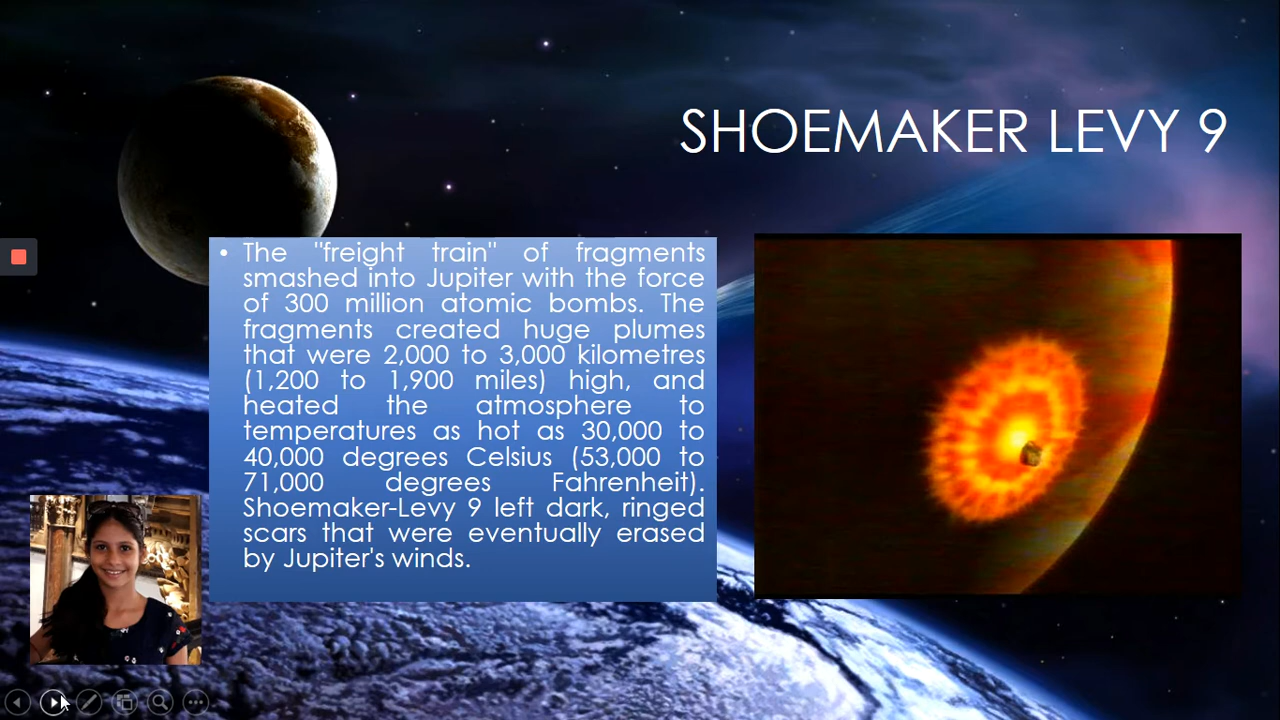 SHOEMAKER LEVY 9
• The "freight train" of fragments
smashed into Jupiter with the force
of 300 million atomic bombs. The
fragments created huge plumes
that were 2,000 to 3,000 kilometres
(1,200 to 1,900 miles) high, and
heated the atmosphere to
temperatures as hot as 30,000 to
40,000 degrees Celsius (53,000 to
71,000 degrees Fahrenheit).
Shoemaker-Levy 9 left dark, ringed
scars that were eventually erased
by Jupiter's winds.